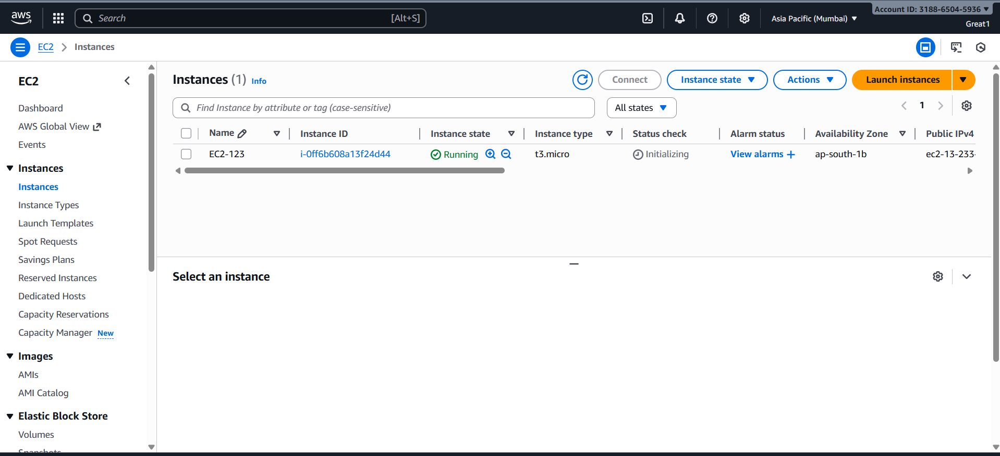 aws
Search [Alt+S]
Asia Pacific (Mumbai)
Account ID: 3188-6504-5936
Great1
EC2 Instances
EC2
Dashboard
AWS Global View
Events
Instances
Instances
Instance Types
Launch Templates
Spot Requests
Savings Plans
Reserved Instances
Dedicated Hosts
Capacity Reservations
Capacity Manager New
Images
AMIs
AMI Catalog
Elastic Block Store
Volumes
Snapshots
Instances (1) Info
Connect
Instance state
Actions
Launch instances
Find Instance by attribute or tag (case-sensitive)
All states
1
Name Instance ID Instance state Instance type Status check Alarm status Availability Zone Public IPv4
EC2-123 i-0ff6b608a13f24d44 Running t3.micro Initializing View alarms + ap-south-1b ec2-13-233-
Select an instance